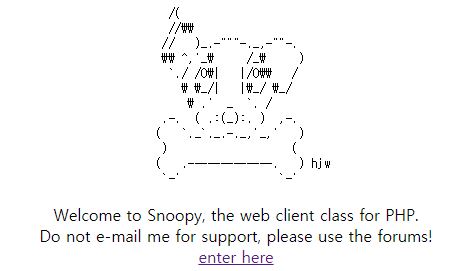 hjw
Welcome to Snoopy, the web client class for PHP.
Do not e-mail me for support, please use the forums!
enter here